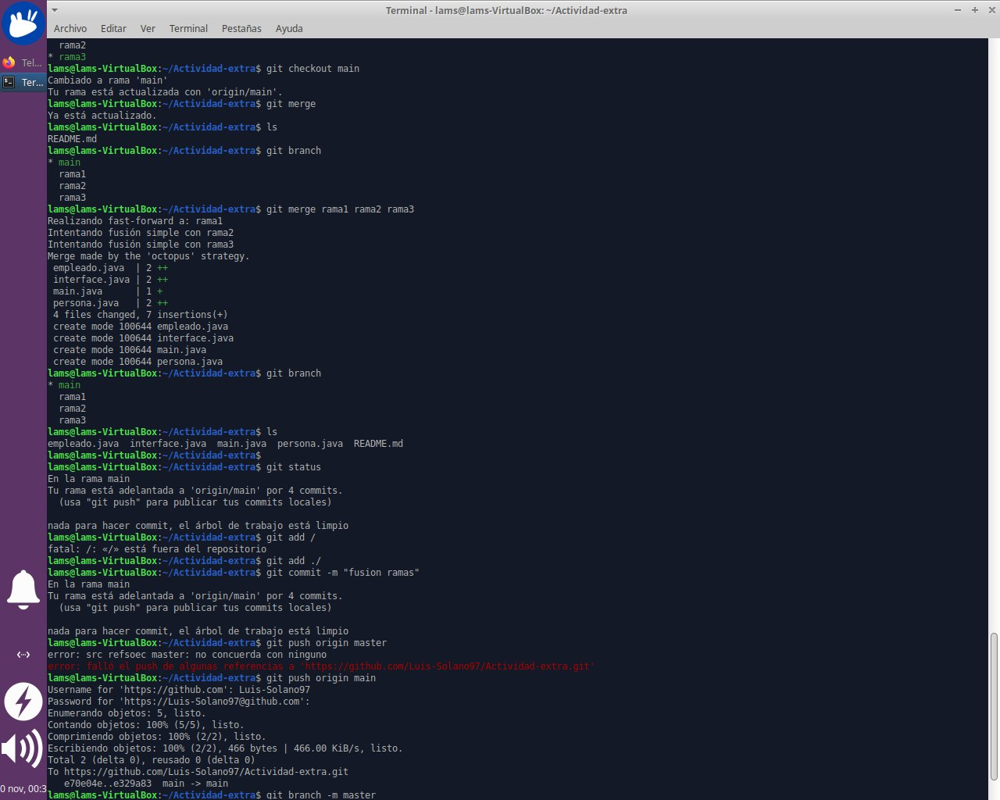 Terminal - lams@lams-VirtualBox: ~/Actividad-extra
Archivo Editar Ver Terminal Pestañas Ayuda
Tel...
Ter...
  rama2
* rama3
lams@lams-VirtualBox:~/Actividad-extra$ git checkout main
Cambiado a rama 'main'
Tu rama está actualizada con 'origin/main'.
lams@lams-VirtualBox:~/Actividad-extra$ git merge
Ya está actualizado.
lams@lams-VirtualBox:~/Actividad-extra$ ls
README.md
lams@lams-VirtualBox:~/Actividad-extra$ git branch
* main
  rama1
  rama2
  rama3
lams@lams-VirtualBox:~/Actividad-extra$ git merge rama1 rama2 rama3
Realizando fast-forward a: rama1
Intentando fusión simple con rama2
Intentando fusión simple con rama3
Merge made by the 'octopus' strategy.
 empleado.java  | 2 ++
 interface.java | 2 ++
 main.java      | 1 +
 persona.java   | 2 ++
 4 files changed, 7 insertions(+)
 create mode 100644 empleado.java
 create mode 100644 interface.java
 create mode 100644 main.java
 create mode 100644 persona.java
lams@lams-VirtualBox:~/Actividad-extra$ git branch
* main
  rama1
  rama2
  rama3
lams@lams-VirtualBox:~/Actividad-extra$ ls
empleado.java  interface.java  main.java  persona.java  README.md
lams@lams-VirtualBox:~/Actividad-extra$
lams@lams-VirtualBox:~/Actividad-extra$ git status
En la rama main
Tu rama está adelantada a 'origin/main' por 4 commits.
  (usa "git push" para publicar tus commits locales)
nada para hacer commit, el árbol de trabajo está limpio
lams@lams-VirtualBox:~/Actividad-extra$ git add /
fatal: /: «/» está fuera del repositorio
lams@lams-VirtualBox:~/Actividad-extra$ git add ./
lams@lams-VirtualBox:~/Actividad-extra$ git commit -m "fusion ramas"
En la rama main
Tu rama está adelantada a 'origin/main' por 4 commits.
  (usa "git push" para publicar tus commits locales)
nada para hacer commit, el árbol de trabajo está limpio
lams@lams-VirtualBox:~/Actividad-extra$ git push origin master
error: src refsoec master: no concuerda con ninguno
error: falló el push de algunas referencias a 'https://github.com/Luis-Solano97/Actividad-extra.git'
lams@lams-VirtualBox:~/Actividad-extra$ git push origin main
Username for 'https://github.com': Luis-Solano97
Password for 'https://Luis-Solano97@github.com':
Enumerando objetos: 5, listo.
Contando objetos: 100% (5/5), listo.
Comprimiendo objetos: 100% (2/2), listo.
Escribiendo objetos: 100% (2/2), 466 bytes | 466.00 KiB/s, listo.
Total 2 (delta 0), reusado 0 (delta 0)
To https://github.com/Luis-Solano97/Actividad-extra.git
   e70e04e..e329a83  main -> main
lams@lams-VirtualBox:~/Actividad-extra$ git branch -m master
0 nov, 00:3